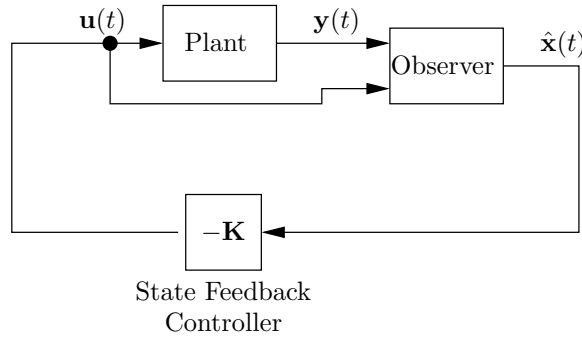 u(t)
Plant
y(t)
Observer
x̂(t)
−K
State Feedback
Controller